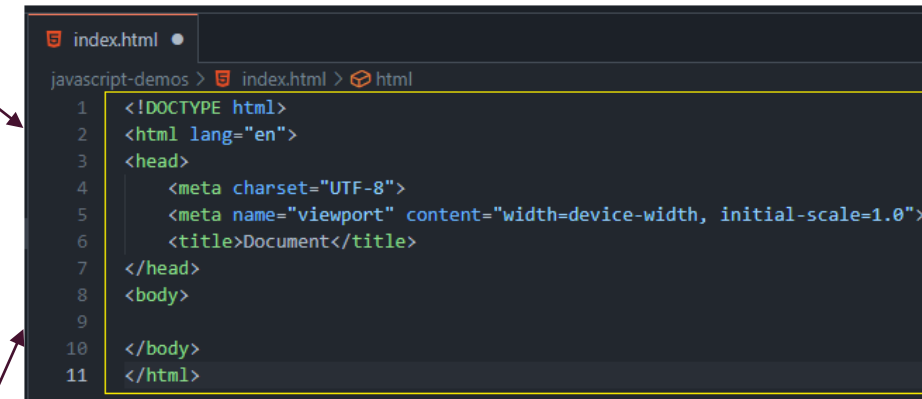 index.html
javascript-demos > index.html > html
1 <!DOCTYPE html>
2 <html lang="en">
3 <head>
4     <meta charset="UTF-8">
5     <meta name="viewport" content="width=device-width, initial-scale=1.0">
6     <title>Document</title>
7 </head>
8 <body>
9
10 </body>
11 </html>